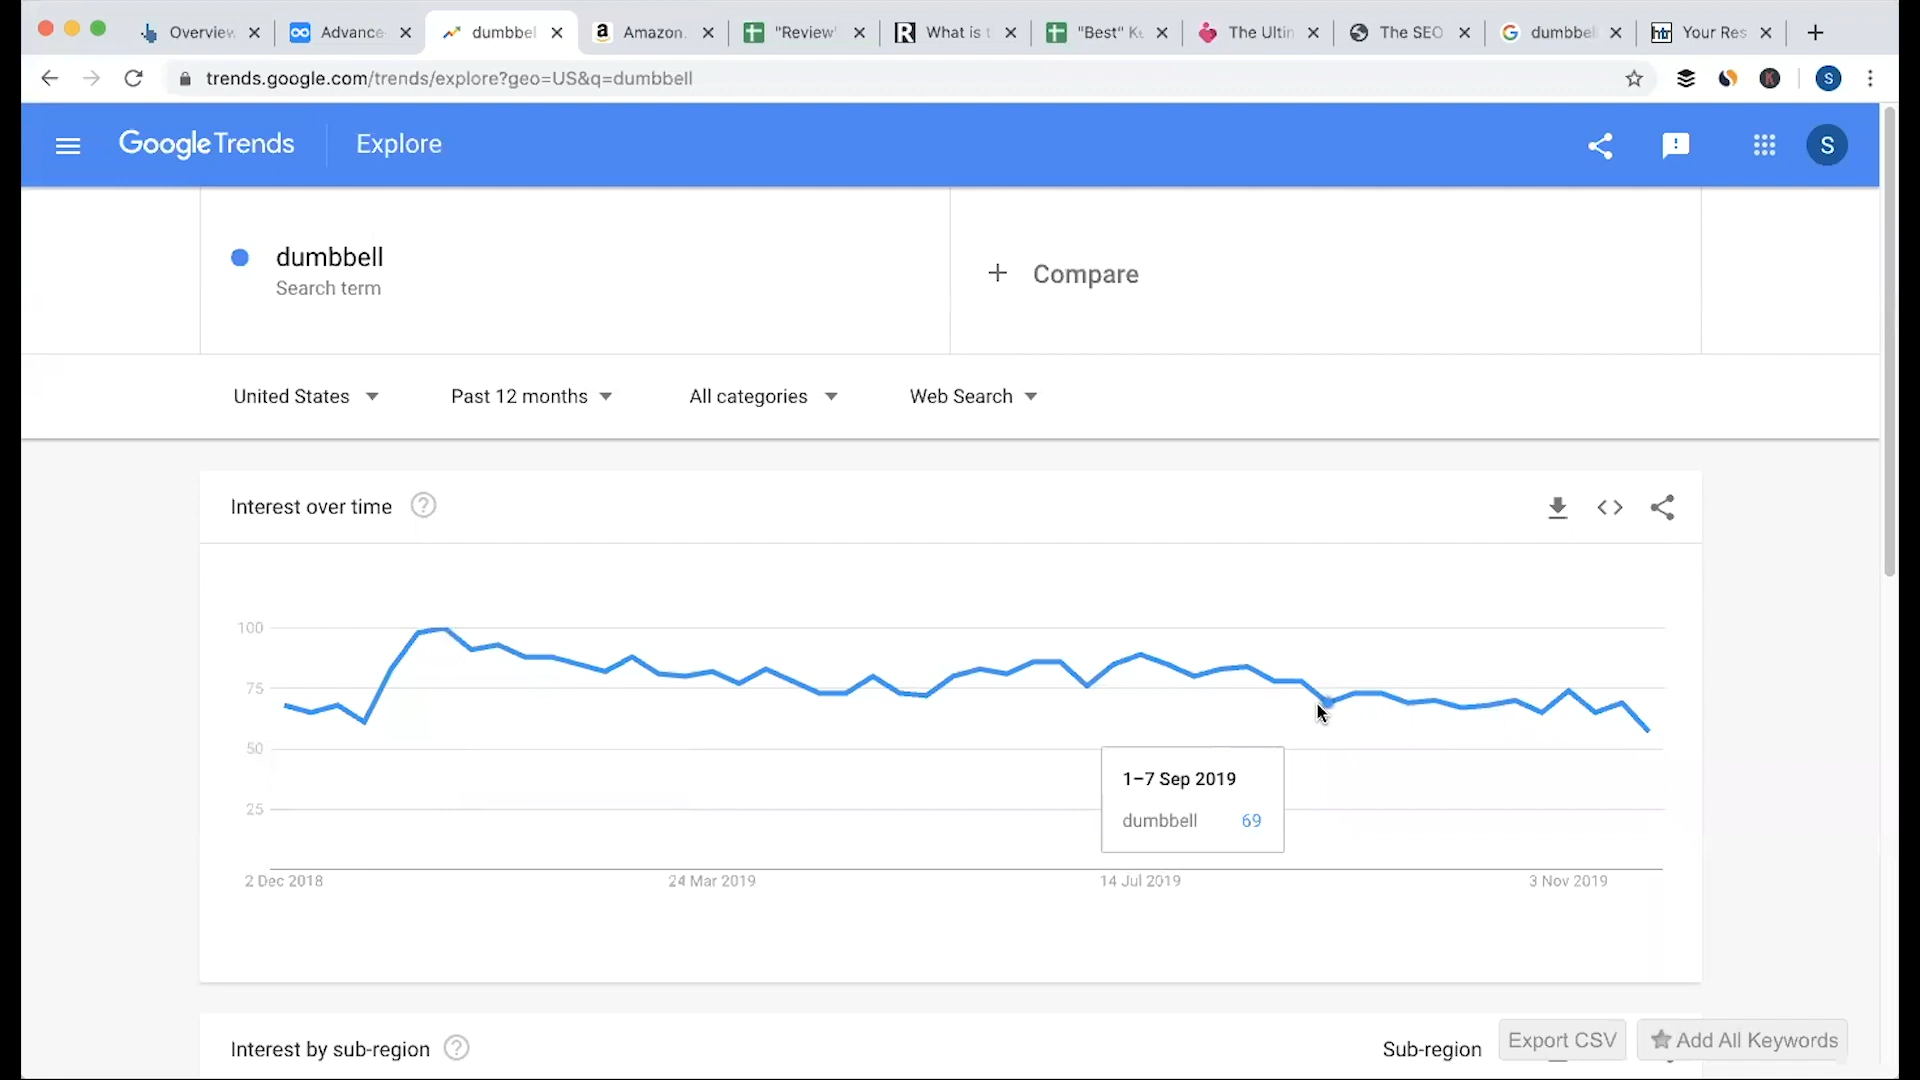 Overview
Advance
dumbbel
Amazon.
"Review"
What is t
"Best" Ke
The Ultin
The SEO
dumbbel
Your Res
trends.google.com/trends/explore?geo=US&q=dumbbell
S
Google Trends
Explore
S
dumbbell
Search term
+ Compare
United States
Past 12 months
All categories
Web Search
Interest over time
100
75
50
25
1–7 Sep 2019
dumbbell 69
2 Dec 2018
24 Mar 2019
14 Jul 2019
3 Nov 2019
Interest by sub-region
Sub-region
Export CSV
Add All Keywords